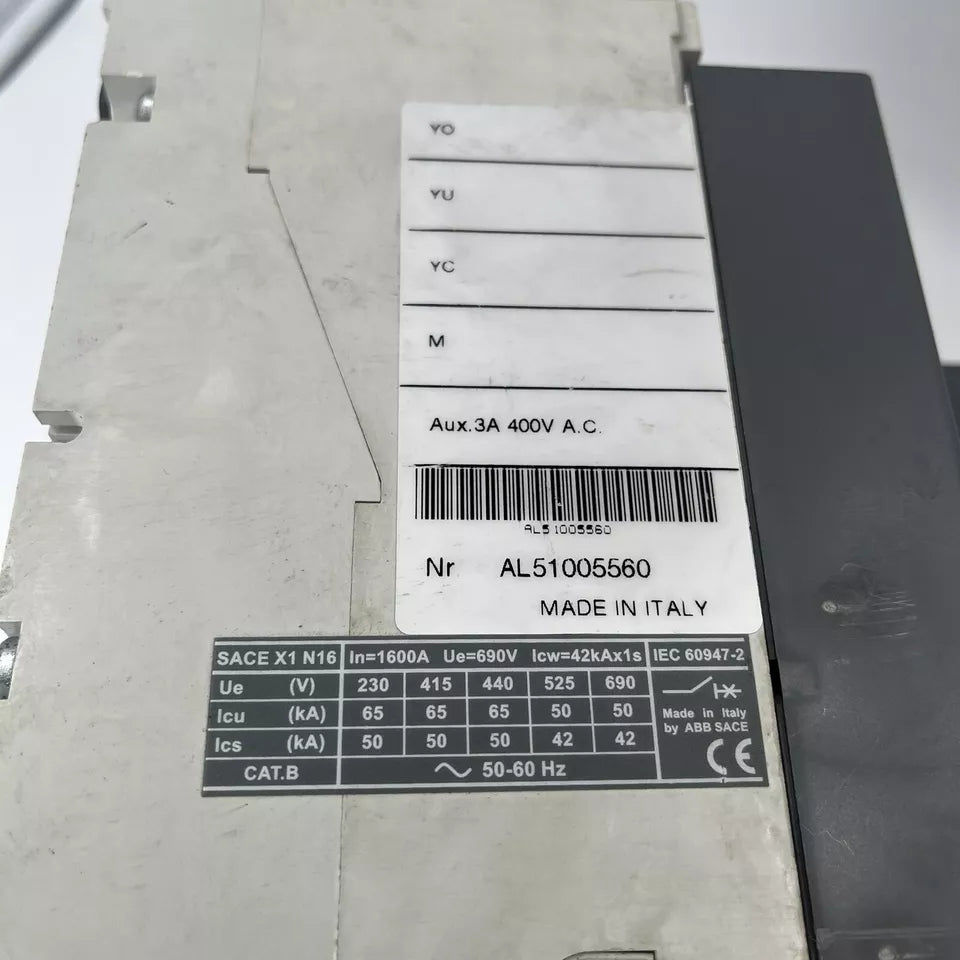 YO
YU
YC
M
Aux.3A 400V A.C.
AL51005560
Nr AL51005560
MADE IN ITALY
SACE X1 N16 In=1600A Ue=690V Icw=42kAx1s IEC 60947-2
Ue (V) 230 415 440 525 690
Icu (kA) 65 65 65 50 50
Ics (kA) 50 50 50 42 42
CAT.B ~ 50-60 Hz
Made in Italy
by ABB SACE
CE